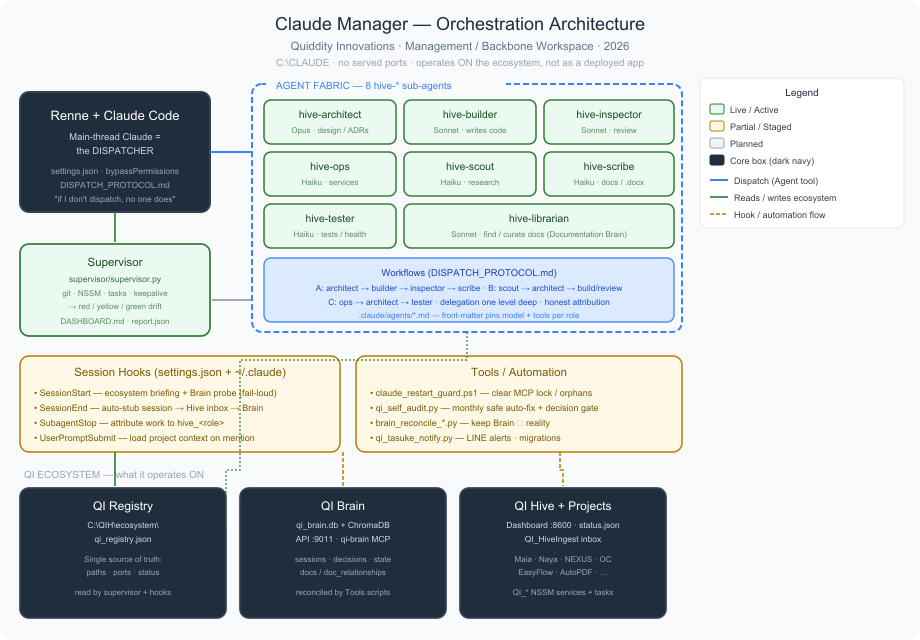 Claude Manager — Orchestration Architecture
Quiddity Innovations · Management / Backbone Workspace · 2026
C:\CLAUDE · no served ports · operates ON the ecosystem, not as a deployed app
Renne + Claude Code
Main-thread Claude =
the DISPATCHER
settings.json · bypassPermissions
DISPATCH_PROTOCOL.md
"if I don't dispatch, no one does"
Supervisor
supervisor/supervisor.py
git · NSSM · tasks · keepalive
→ red / yellow / green drift
DASHBOARD.md · report.json
AGENT FABRIC — 8 hive-* sub-agents
hive-architect
Opus · design / ADRs
hive-builder
Sonnet · writes code
hive-inspector
Sonnet · review
hive-ops
Haiku · services
hive-scout
Haiku · research
hive-scribe
Haiku · docs / .docx
hive-tester
Haiku · tests / health
hive-librarian
Sonnet · find / curate docs (Documentation Brain)
Workflows (DISPATCH_PROTOCOL.md)
A: architect → builder → inspector → scribe · B: scout → architect → build/review
C: ops → architect → tester · delegation one level deep · honest attribution
.claude/agents/*.md — front-matter pins model + tools per role
Legend
Live / Active
Partial / Staged
Planned
Core box (dark navy)
Dispatch (Agent tool)
Reads / writes ecosystem
Hook / automation flow
Session Hooks (settings.json + ~/.claude)
• SessionStart — ecosystem briefing + Brain probe (fail-loud)
• SessionEnd — auto-stub session → Hive inbox → Brain
• SubagentStop — attribute work to hive_<role>
• UserPromptSubmit — load project context on mention
Tools / Automation
• claude_restart_guard.ps1 — clear MCP lock / orphans
• qi_self_audit.py — monthly safe auto-fix + decision gate
• brain_reconcile_*.py — keep Brain □ reality
• qi_tasuke_notify.py — LINE alerts · migrations
QI ECOSYSTEM — what it operates ON
QI Registry
C:\QIH\ecosystem\
qi_registry.json
Single source of truth:
paths · ports · status
read by supervisor + hooks
QI Brain
qi_brain.db + ChromaDB
API :9011 · qi-brain MCP
sessions · decisions · state
docs / doc_relationships
reconciled by Tools scripts
QI Hive + Projects
Dashboard :8600 · status.json
QI_HiveIngest inbox
Maia · Naya · NEXUS · OC
EasyFlow · AutoPDF · …
QI_* NSSM services + tasks